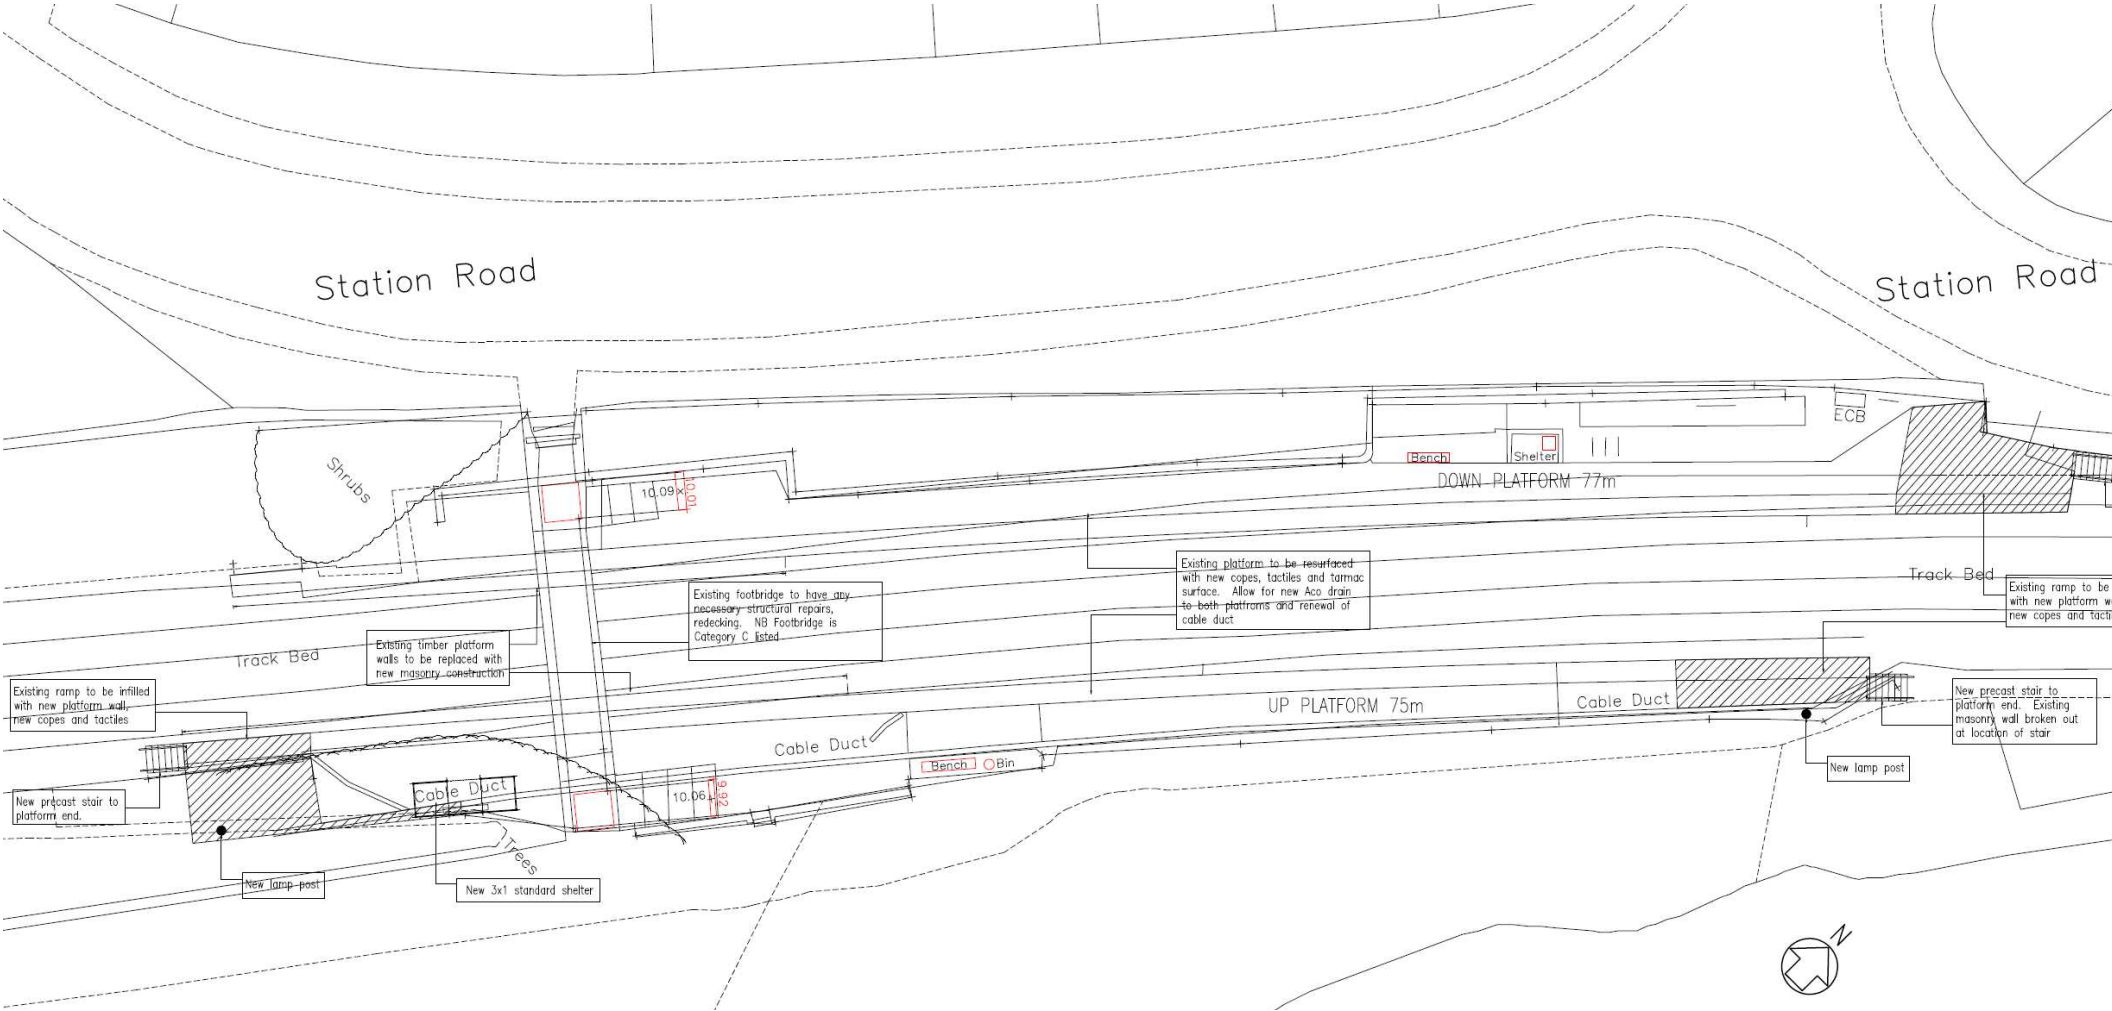 Station Road
Station Road
Shrubs
10.09
10.01
Bench
Shelter
ECB
DOWN PLATFORM 77m
Existing platform to be resurfaced
with new copes, tactiles and tarmac
surface. Allow for new Aco drain
to both platfroms and renewal of
cable duct
Track Bed
Existing ramp to be
with new platform w
new copes and tacti
Existing footbridge to have any
necessary structural repairs,
redecking. NB Footbridge is
Category C listed
Existing timber platform
walls to be replaced with
new masonry construction
Track Bed
Existing ramp to be infilled
with new platform wall,
new copes and tactiles
UP PLATFORM 75m
Cable Duct
New precast stair to
platform end. Existing
masonry wall broken out
at location of stair
Cable Duct
Bench
Bin
New lamp post
Cable Duct
10.06
9.92
New precast stair to
platform end.
Trees
New lamp post
New 3x1 standard shelter
N